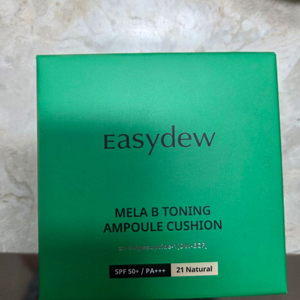 Easydew
MELA B TONING
AMPOULE CUSHION
SPF 50+ / PA+++ 21 Natural